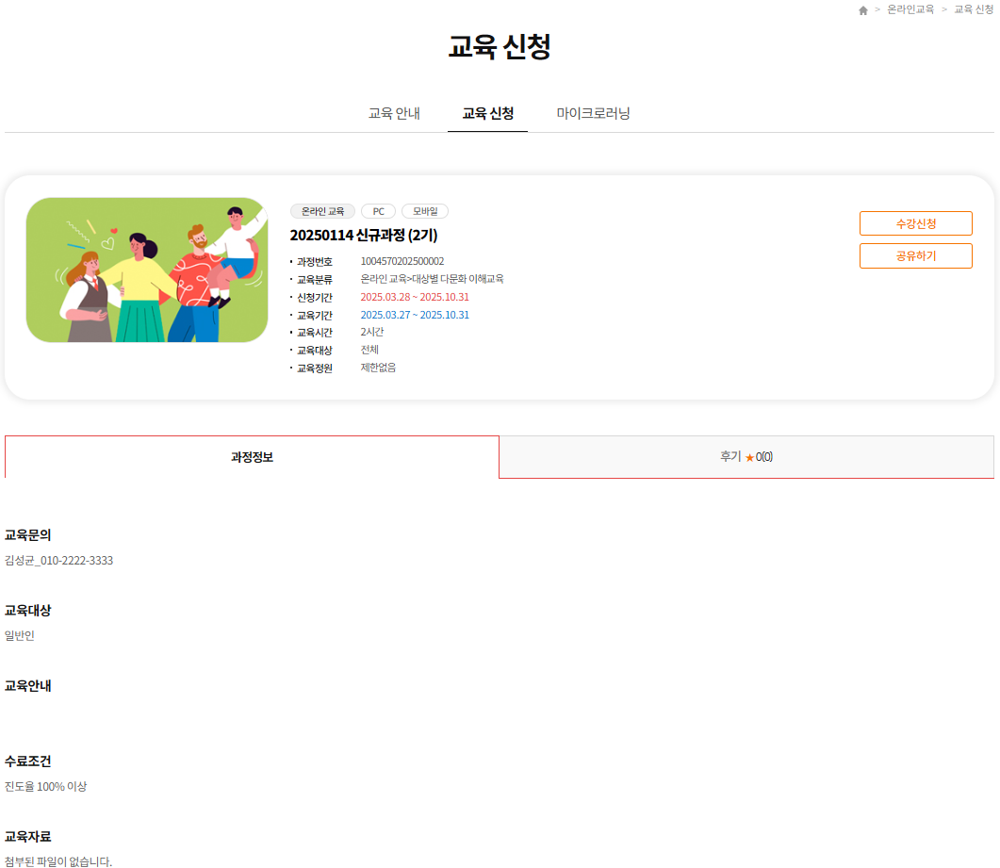 > 온라인교육 > 교육 신청
교육 신청
교육 안내 교육 신청 마이크로러닝
온라인 교육 PC 모바일
20250114 신규과정 (2기)
· 과정번호 1004570202500002
· 교육분류 온라인 교육>대상별 다문화 이해교육
· 신청기간 2025.03.28 ~ 2025.10.31
· 교육기간 2025.03.27 ~ 2025.10.31
· 교육시간 2시간
· 교육대상 전체
· 교육정원 제한없음
수강신청
공유하기
과정정보 후기 ★0(0)
교육문의
김성균_010-2222-3333
교육대상
일반인
교육안내
수료조건
진도율 100% 이상
교육자료
첨부된 파일이 없습니다.